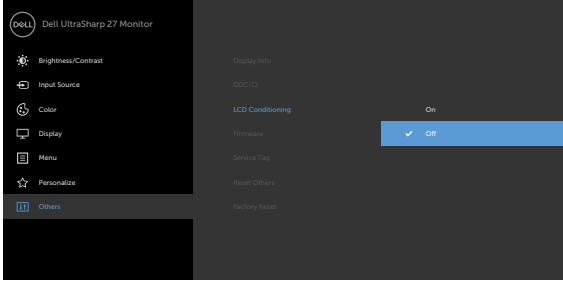 DELL Dell UltraSharp 27 Monitor
Brightness/Contrast
Input Source
Color
Display
Menu
Personalize
Others
Display Info
DDC/CI
LCD Conditioning
Firmware
Service Tag
Reset Others
Factory Reset
On
Off